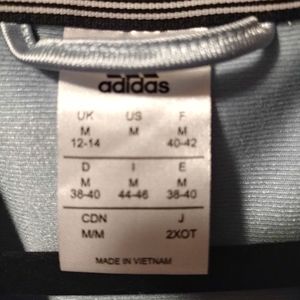 adidas
UK US F
M M M
12-14 40-42
D I E
M M M
38-40 44-46 38-40
CDN J
M/M 2XOT
MADE IN VIETNAM